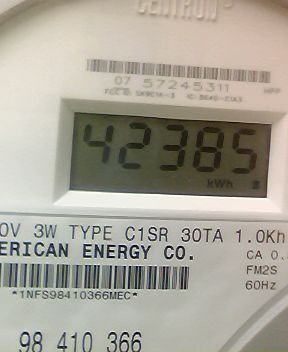 CENTRON®
07 57245311
42385
kWh
0V 3W TYPE C1SR 30TA 1.0Kh
ERICAN ENERGY CO.
CA 0.
FM2S
*1NFS98410366MEC*
60Hz
98 410 366